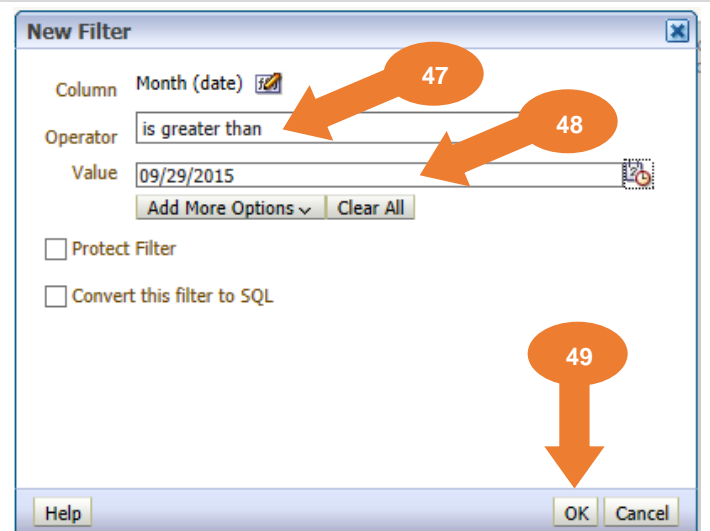 New Filter
Column Month (date)
47
Operator is greater than
48
Value 09/29/2015
Add More Options Clear All
Protect Filter
Convert this filter to SQL
49
Help OK Cancel